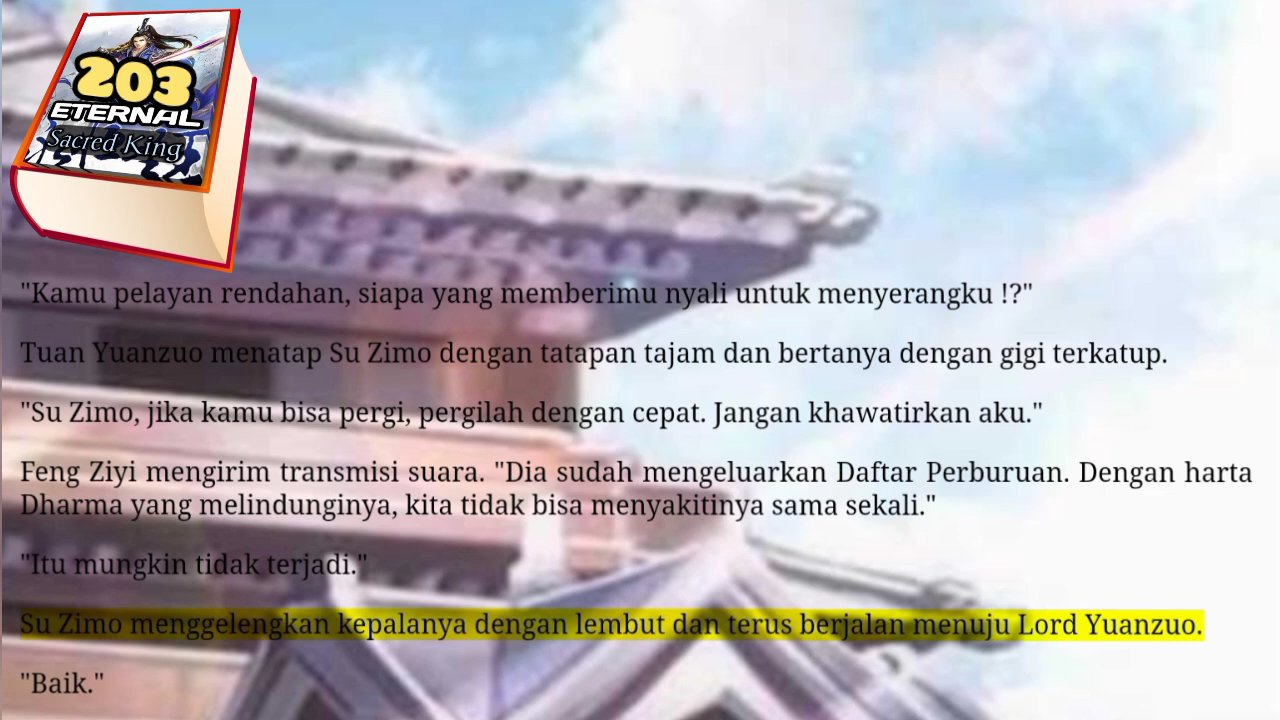 203
ETERNAL
Sacred King
"Kamu pelayan rendahan, siapa yang memberimu nyali untuk menyerangku !?"
Tuan Yuanzuo menatap Su Zimo dengan tatapan tajam dan bertanya dengan gigi terkatup.
"Su Zimo, jika kamu bisa pergi, pergilah dengan cepat. Jangan khawatirkan aku."
Feng Ziyi mengirim transmisi suara. "Dia sudah mengeluarkan Daftar Perburuan. Dengan harta
Dharma yang melindunginya, kita tidak bisa menyakitinya sama sekali."
"Itu mungkin tidak terjadi."
Su Zimo menggelengkan kepalanya dengan lembut dan terus berjalan menuju Lord Yuanzuo.
"Baik."